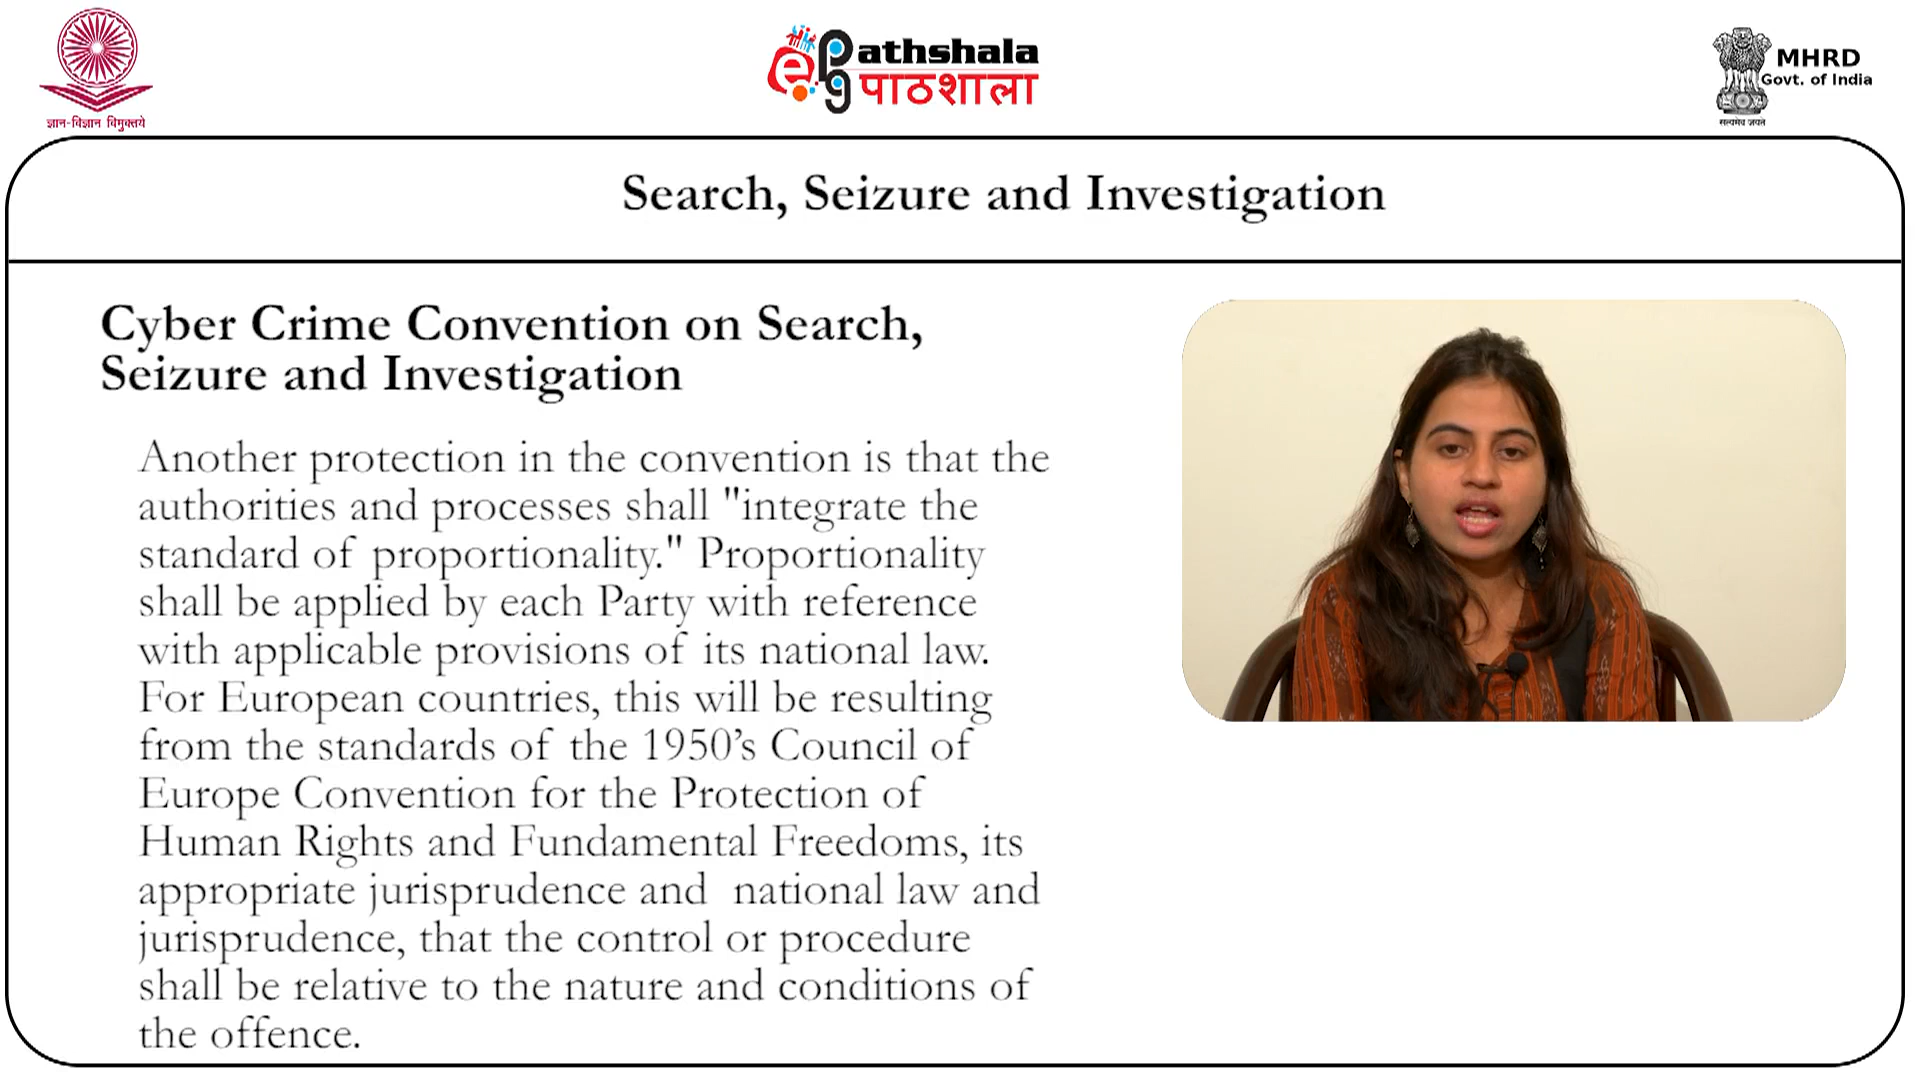 ज्ञान-विज्ञान विमुक्तये
e
pg
Pathshala
पाठशाला
MHRD
Govt. of India
सत्यमेव जयते
Search, Seizure and Investigation
Cyber Crime Convention on Search,
Seizure and Investigation
Another protection in the convention is that the
authorities and processes shall "integrate the
standard of proportionality." Proportionality
shall be applied by each Party with reference
with applicable provisions of its national law.
For European countries, this will be resulting
from the standards of the 1950’s Council of
Europe Convention for the Protection of
Human Rights and Fundamental Freedoms, its
appropriate jurisprudence and national law and
jurisprudence, that the control or procedure
shall be relative to the nature and conditions of
the offence.